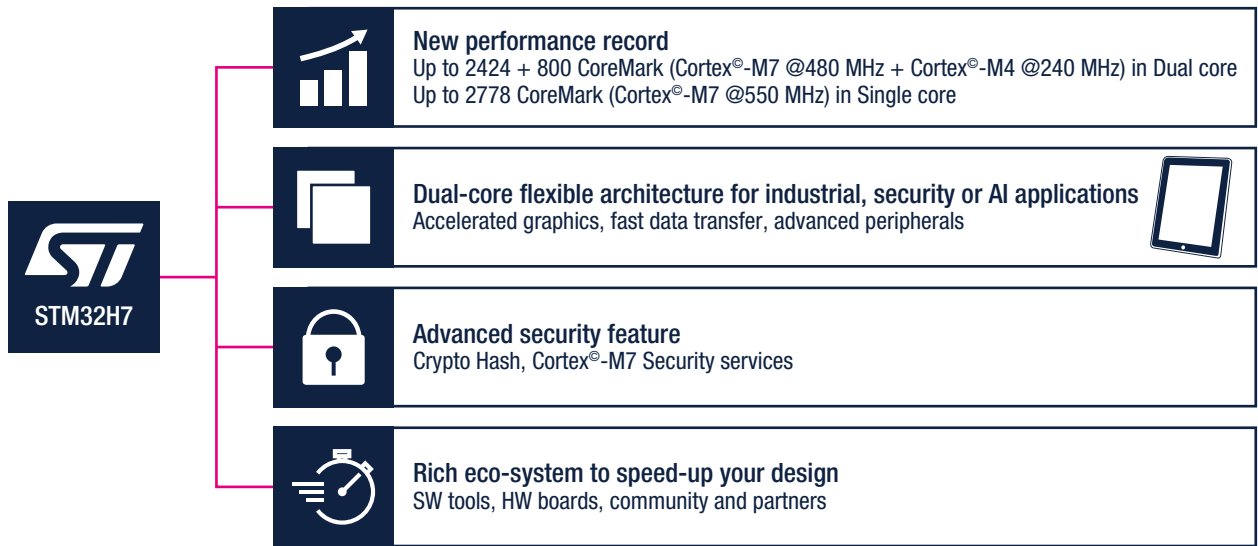 ST
STM32H7
New performance record
Up to 2424 + 800 CoreMark (Cortex©-M7 @480 MHz + Cortex©-M4 @240 MHz) in Dual core
Up to 2778 CoreMark (Cortex©-M7 @550 MHz) in Single core
Dual-core flexible architecture for industrial, security or AI applications
Accelerated graphics, fast data transfer, advanced peripherals
Advanced security feature
Crypto Hash, Cortex©-M7 Security services
Rich eco-system to speed-up your design
SW tools, HW boards, community and partners